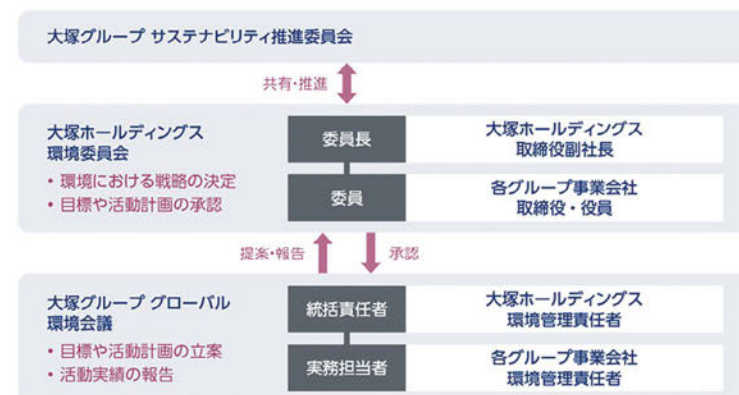 大塚グループ サステナビリティ推進委員会
共有・推進
大塚ホールディングス
環境委員会
• 環境における戦略の決定
• 目標や活動計画の承認
委員長
大塚ホールディングス
取締役副社長
委員
各グループ事業会社
取締役・役員
提案・報告
承認
大塚グループ グローバル
環境会議
• 目標や活動計画の立案
• 活動実績の報告
統括責任者
大塚ホールディングス
環境管理責任者
実務担当者
各グループ事業会社
環境管理責任者